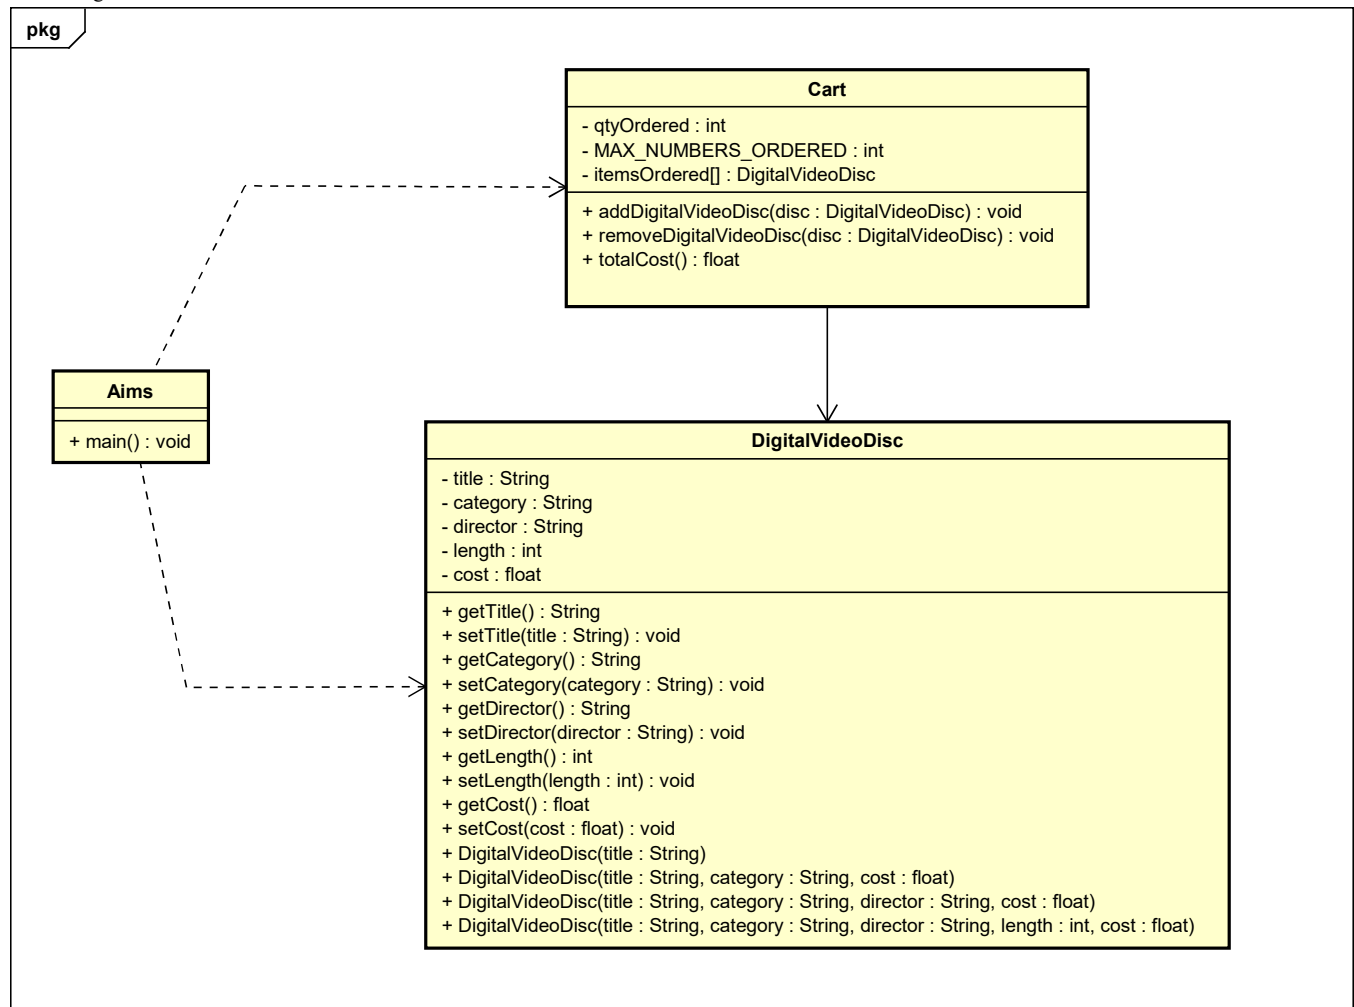 pkg
Cart
- qtyOrdered : int
- MAX_NUMBERS_ORDERED : int
- itemsOrdered[] : DigitalVideoDisc
+ addDigitalVideoDisc(disc : DigitalVideoDisc) : void
+ removeDigitalVideoDisc(disc : DigitalVideoDisc) : void
+ totalCost() : float
Aims
+ main() : void
DigitalVideoDisc
- title : String
- category : String
- director : String
- length : int
- cost : float
+ getTitle() : String
+ setTitle(title : String) : void
+ getCategory() : String
+ setCategory(category : String) : void
+ getDirector() : String
+ setDirector(director : String) : void
+ getLength() : int
+ setLength(length : int) : void
+ getCost() : float
+ setCost(cost : float) : void
+ DigitalVideoDisc(title : String)
+ DigitalVideoDisc(title : String, category : String, cost : float)
+ DigitalVideoDisc(title : String, category : String, director : String, cost : float)
+ DigitalVideoDisc(title : String, category : String, director : String, length : int, cost : float)